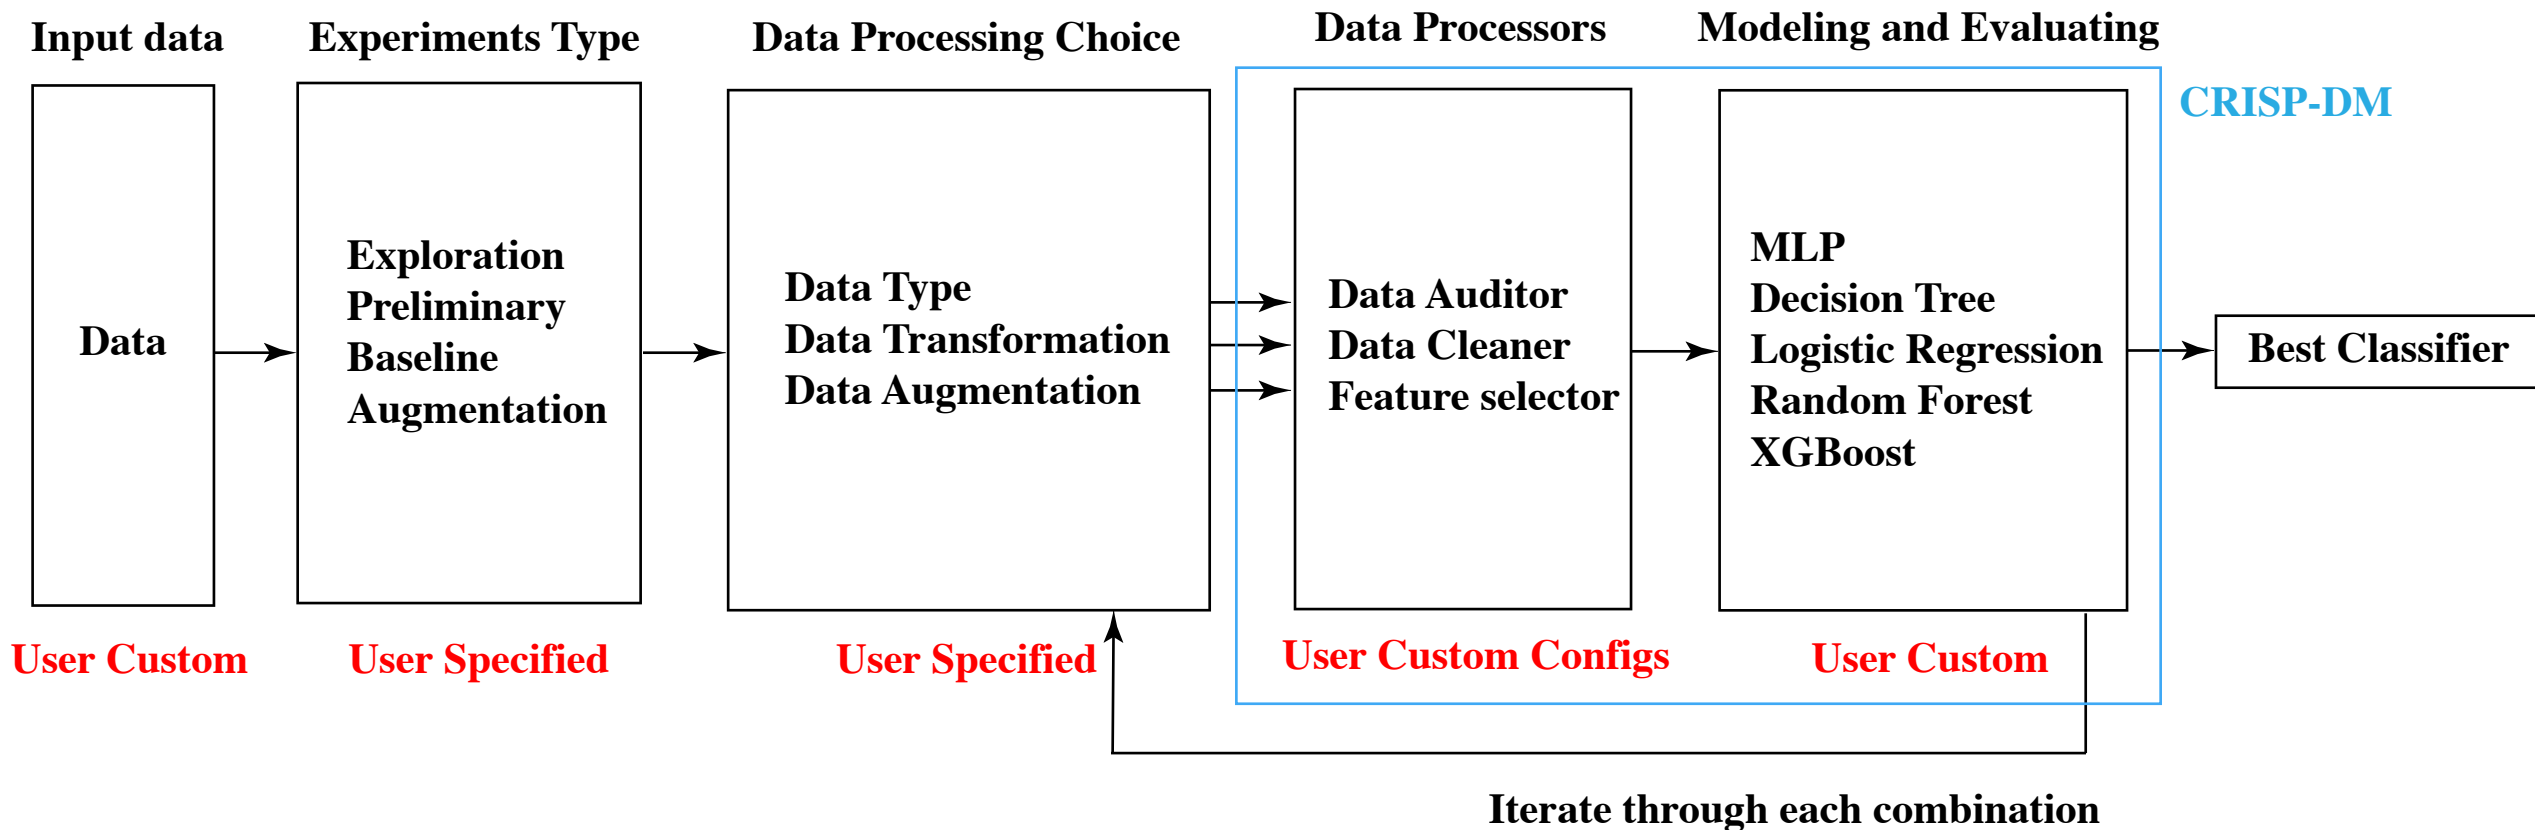 Input data
Experiments Type
Data Processing Choice
Data Processors
Modeling and Evaluating
CRISP-DM
Data
Exploration
Preliminary
Baseline
Augmentation
Data Type
Data Transformation
Data Augmentation
Data Auditor
Data Cleaner
Feature selector
MLP
Decision Tree
Logistic Regression
Random Forest
XGBoost
Best Classifier
User Custom
User Specified
User Specified
User Custom Configs
User Custom
Iterate through each combination